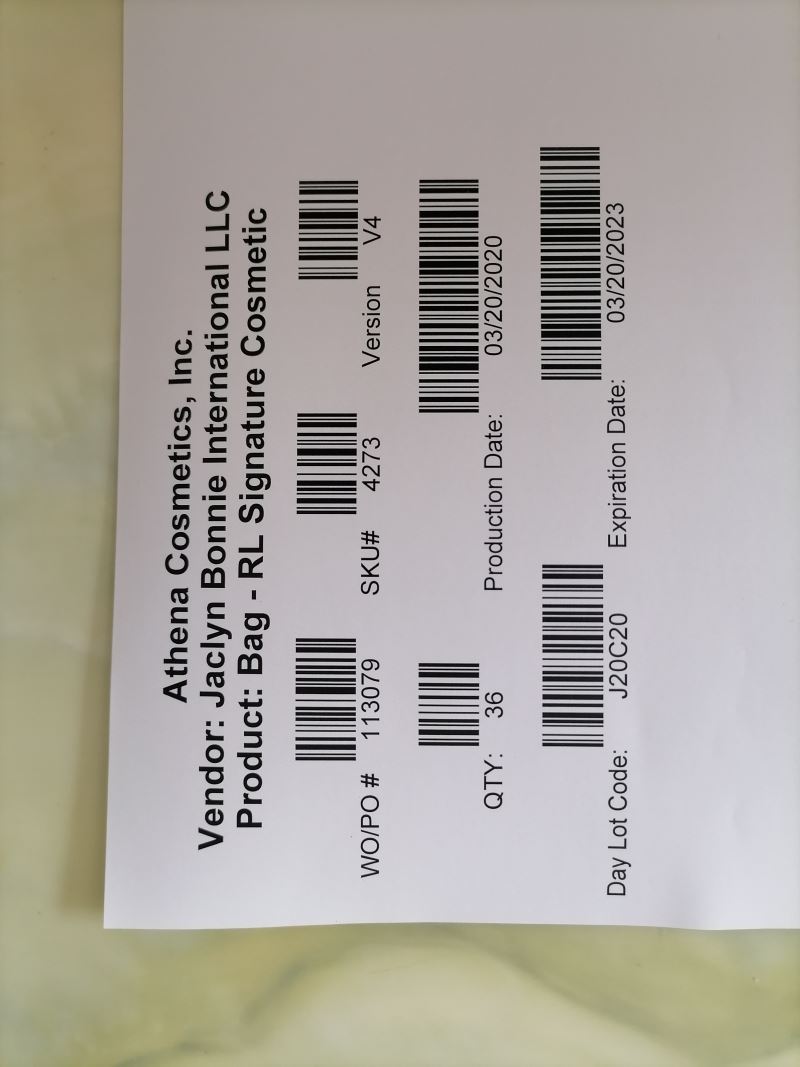 Athena Cosmetics, Inc.
Vendor: Jaclyn Bonnie International LLC
Product: Bag - RL Signature Cosmetic
WO/PO # 113079 SKU# 4273 Version V4
QTY: 36 Production Date: 03/20/2020
Day Lot Code: J20C20 Expiration Date: 03/20/2023